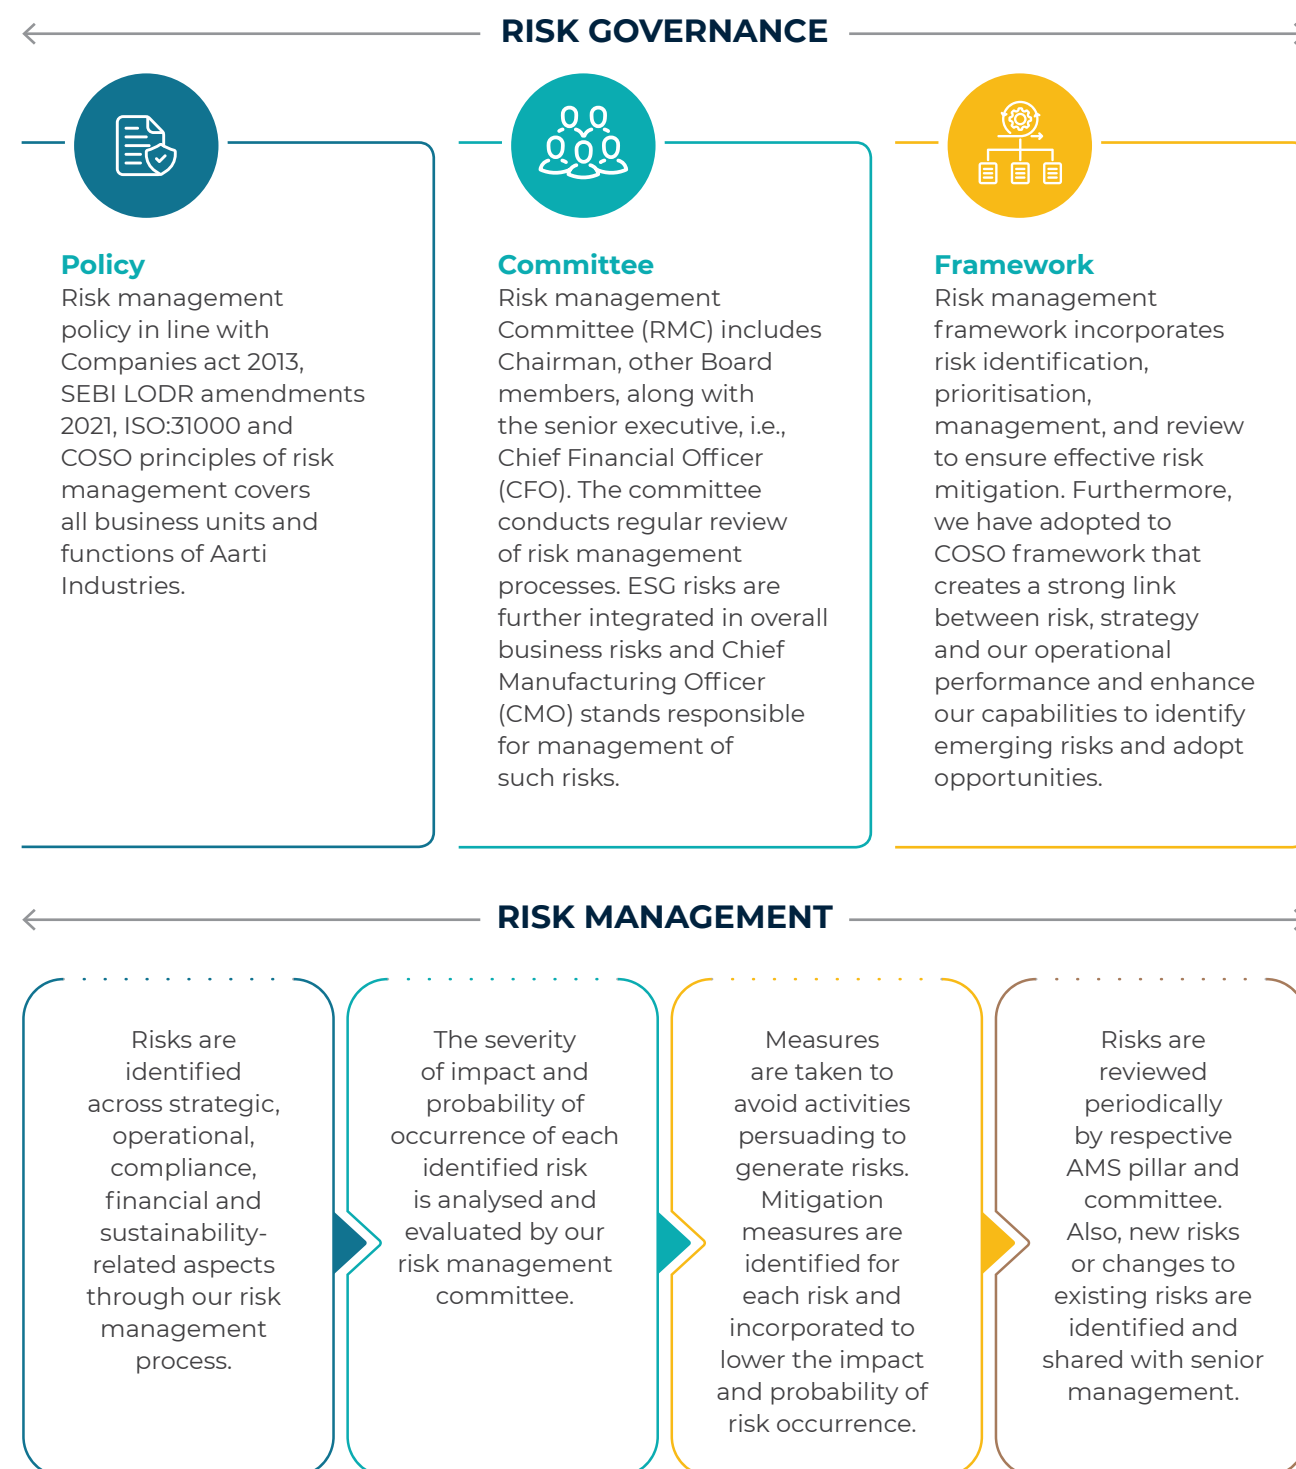 RISK GOVERNANCE
Policy
Risk management
policy in line with
Companies act 2013,
SEBI LODR amendments
2021, ISO:31000 and
COSO principles of risk
management covers
all business units and
functions of Aarti
Industries.
Committee
Risk management
Committee (RMC) includes
Chairman, other Board
members, along with
the senior executive, i.e.,
Chief Financial Officer
(CFO). The committee
conducts regular review
of risk management
processes. ESG risks are
further integrated in overall
business risks and Chief
Manufacturing Officer
(CMO) stands responsible
for management of
such risks.
Framework
Risk management
framework incorporates
risk identification,
prioritisation,
management, and review
to ensure effective risk
mitigation. Furthermore,
we have adopted to
COSO framework that
creates a strong link
between risk, strategy
and our operational
performance and enhance
our capabilities to identify
emerging risks and adopt
opportunities.
RISK MANAGEMENT
Risks are
identified
across strategic,
operational,
compliance,
financial and
sustainability-
related aspects
through our risk
management
process.
The severity
of impact and
probability of
occurrence of each
identified risk
is analysed and
evaluated by our
risk management
committee.
Measures
are taken to
avoid activities
persuading to
generate risks.
Mitigation
measures are
identified for
each risk and
incorporated to
lower the impact
and probability of
risk occurrence.
Risks are
reviewed
periodically
by respective
AMS pillar and
committee.
Also, new risks
or changes to
existing risks are
identified and
shared with senior
management.